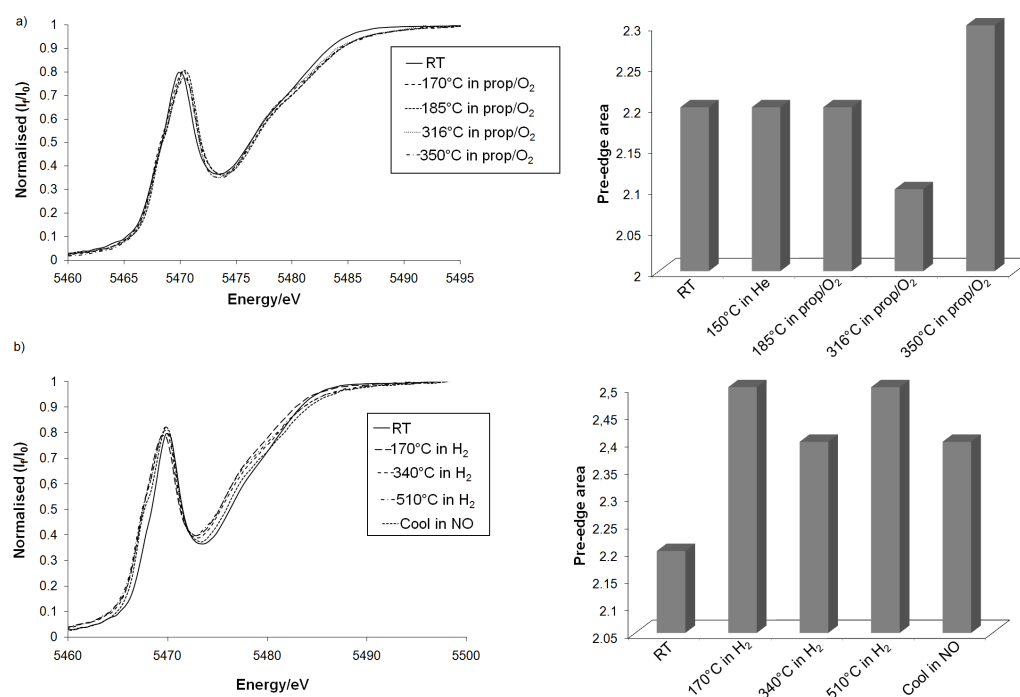 a)
Normalised (If/I0)
1
0.9
0.8
0.7
0.6
0.5
0.4
0.3
0.2
0.1
0
5460 5465 5470 5475 5480 5485 5490 5495
Energy/eV
RT
170°C in prop/O2
185°C in prop/O2
316°C in prop/O2
350°C in prop/O2
Pre-edge area
2.3
2.25
2.2
2.15
2.1
2.05
2
RT
150°C in He
185°C in prop/O2
316°C in prop/O2
350°C in prop/O2
b)
Normalised (If/I0)
1
0.9
0.8
0.7
0.6
0.5
0.4
0.3
0.2
0.1
0
5460 5470 5480 5490 5500
Energy/eV
RT
170°C in H2
340°C in H2
510°C in H2
Cool in NO
Pre-edge area
2,5
2.45
2.4
2.35
2.3
2.25
2.2
2.15
2.1
2.05
RT
170°C in H2
340°C in H2
510°C in H2
Cool in NO